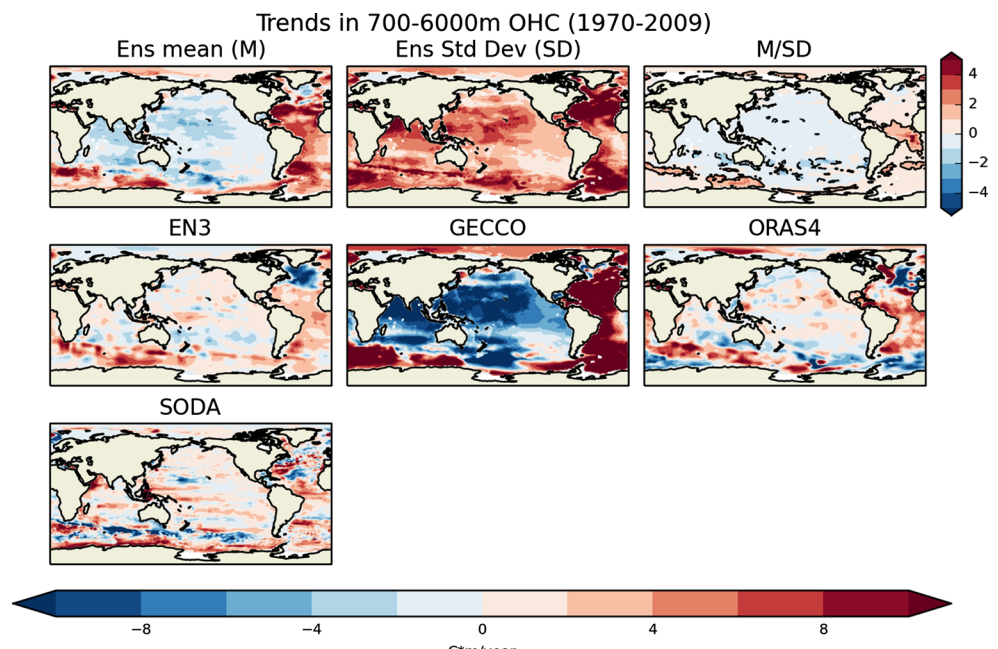 Trends in 700-6000m OHC (1970-2009)
Ens mean (M) Ens Std Dev (SD) M/SD
4
2
0
−2
−4
EN3 GECCO ORAS4
SODA
−8 −4 0 4 8